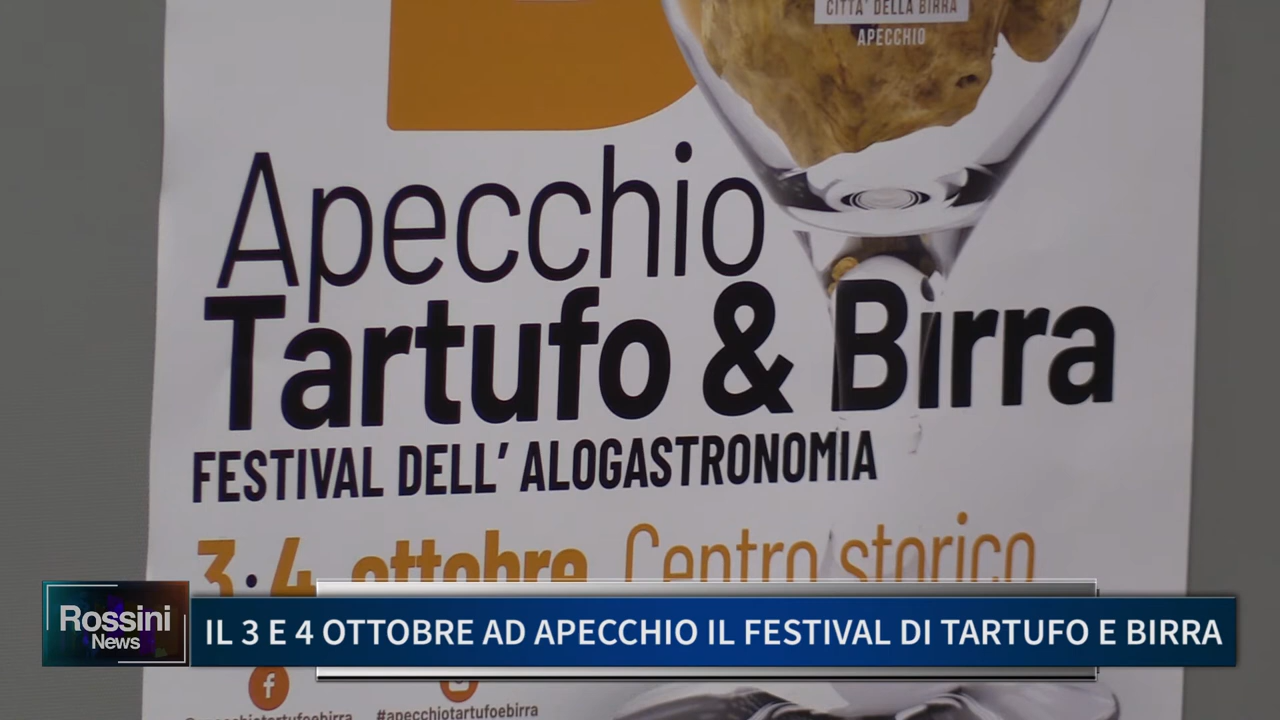 CITTA' DELLA BIRRA
APECCHIO
Apecchio
Tartufo & Birra
FESTIVAL DELL' ALOGASTRONOMIA
3·4 ottobre Centro storico
Rossini
News
IL 3 E 4 OTTOBRE AD APECCHIO IL FESTIVAL DI TARTUFO E BIRRA
#apecchiotartufoebirra